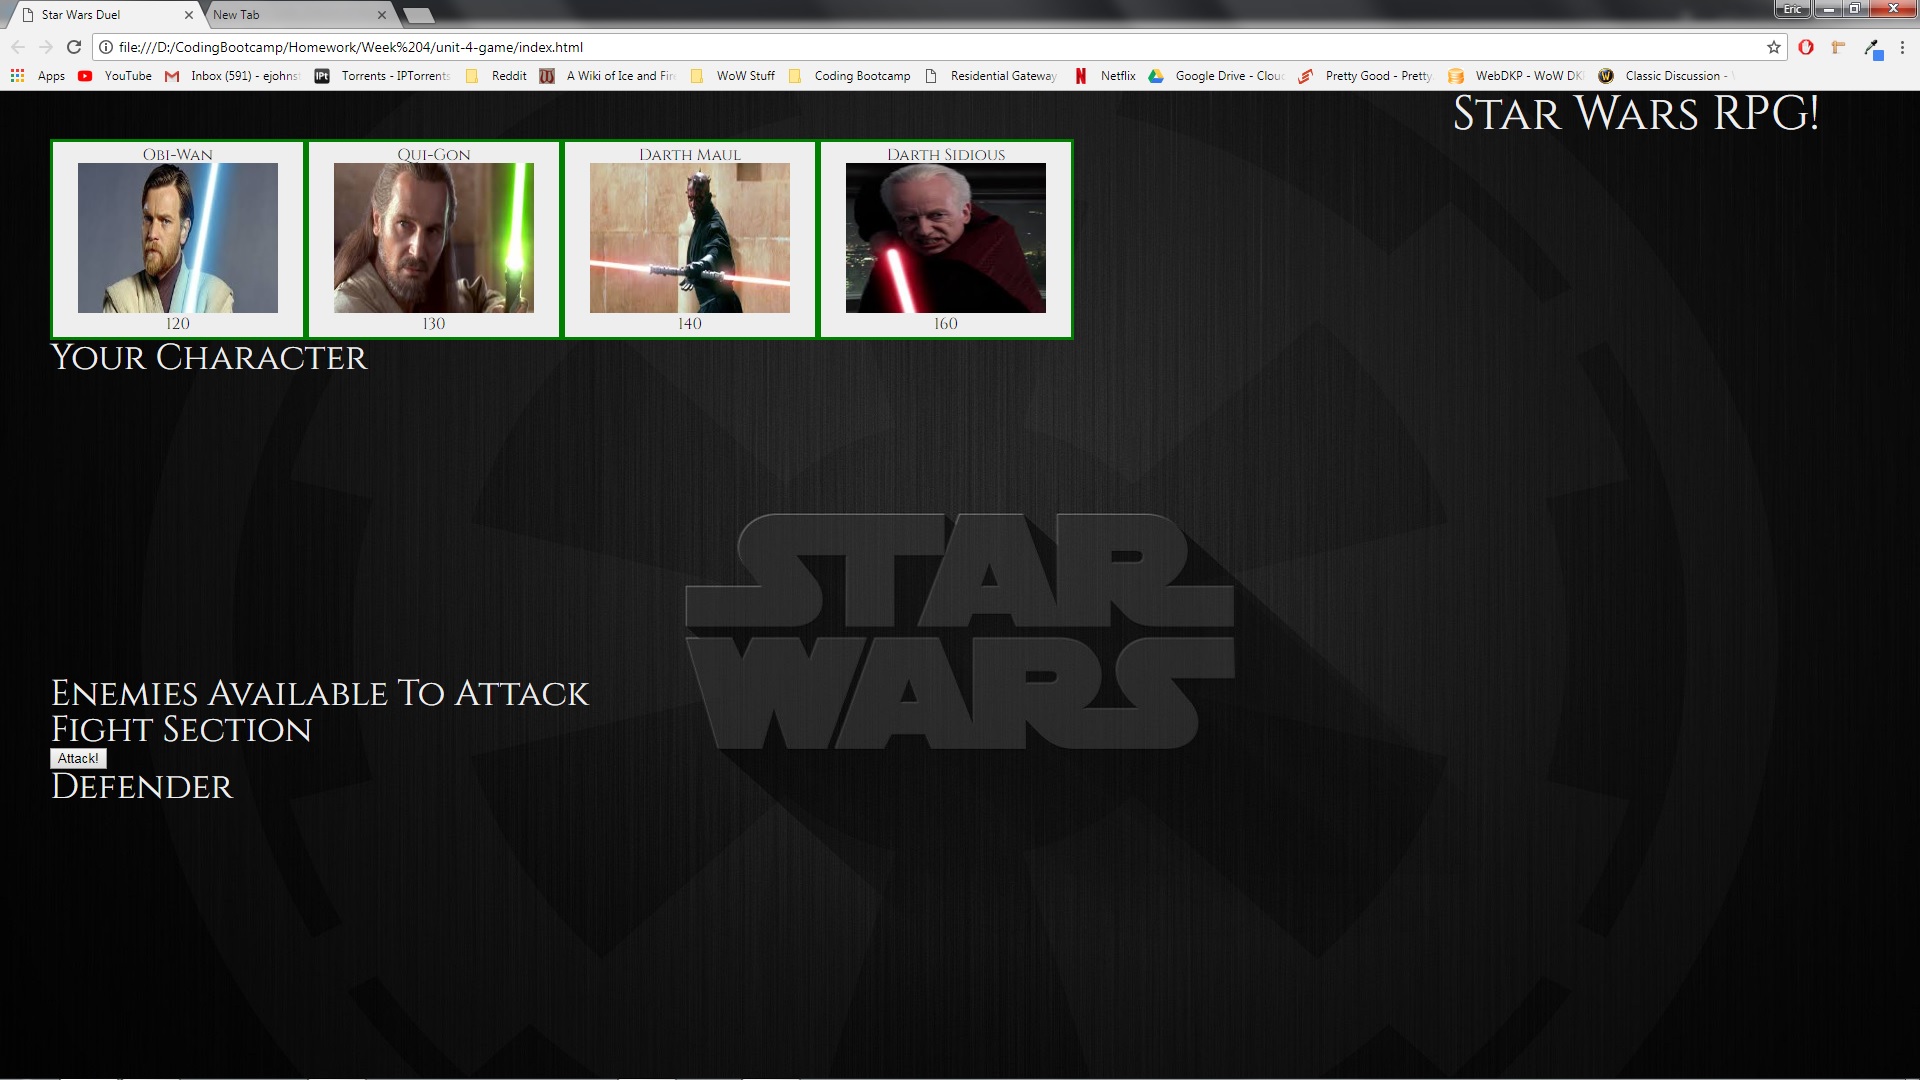 Star Wars Duel
New Tab
Eric
file:///D:/CodingBootcamp/Homework/Week%204/unit-4-game/index.html
Apps YouTube Inbox (591) - ejohns Torrents - IPTorrents Reddit A Wiki of Ice and Fire WoW Stuff Coding Bootcamp Residential Gateway Netflix Google Drive - Clou Pretty Good - Pretty WebDKP - WoW DK Classic Discussion -
Star Wars RPG!
Obi-Wan Qui-Gon Darth Maul Darth Sidious
120 130 140 160
Your Character
STAR
WARS
Enemies Available To Attack
Fight Section
Attack!
Defender